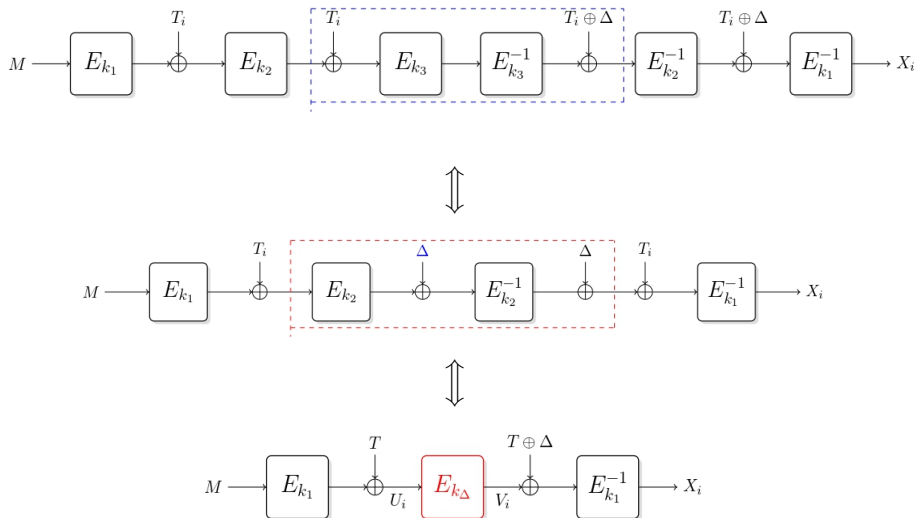 T_i T_i T_i ⊕ Δ T_i ⊕ Δ
M E_{k_1} E_{k_2} E_{k_3} E_{k_3}^{-1} E_{k_2}^{-1} E_{k_1}^{-1} X_i
T_i Δ Δ T_i
M E_{k_1} E_{k_2} E_{k_2}^{-1} E_{k_1}^{-1} X_i
T T ⊕ Δ
M E_{k_1} U_i E_{k_Δ} V_i E_{k_1}^{-1} X_i